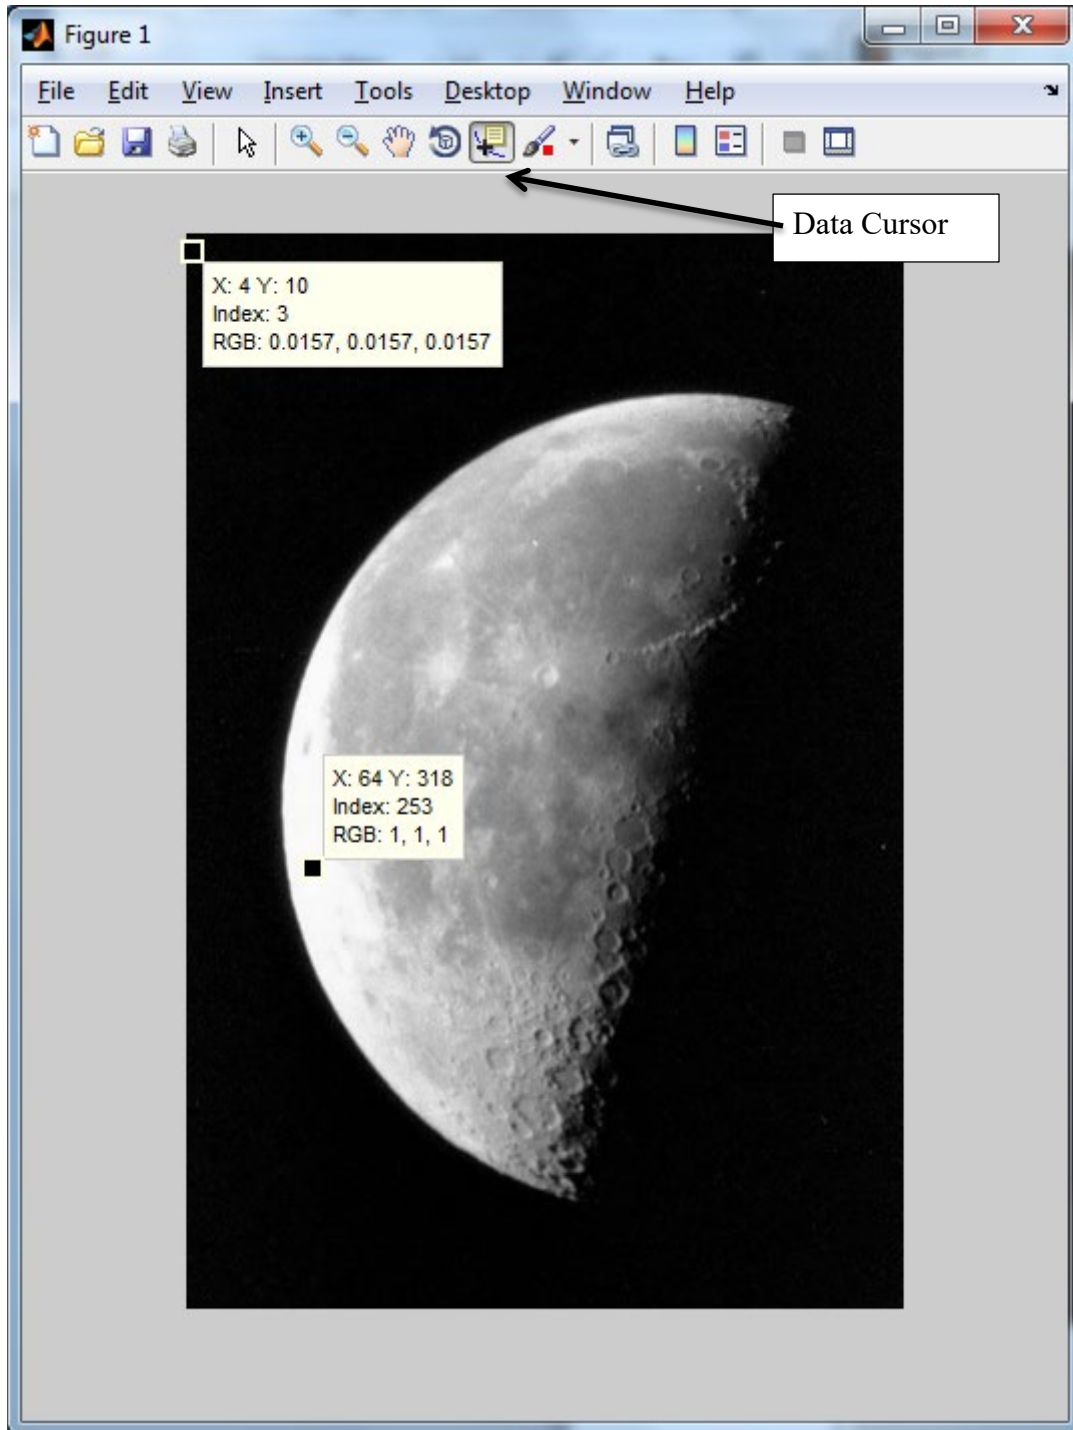 Figure 1
File Edit View Insert Tools Desktop Window Help
Data Cursor
X: 4 Y: 10
Index: 3
RGB: 0.0157, 0.0157, 0.0157
X: 64 Y: 318
Index: 253
RGB: 1, 1, 1